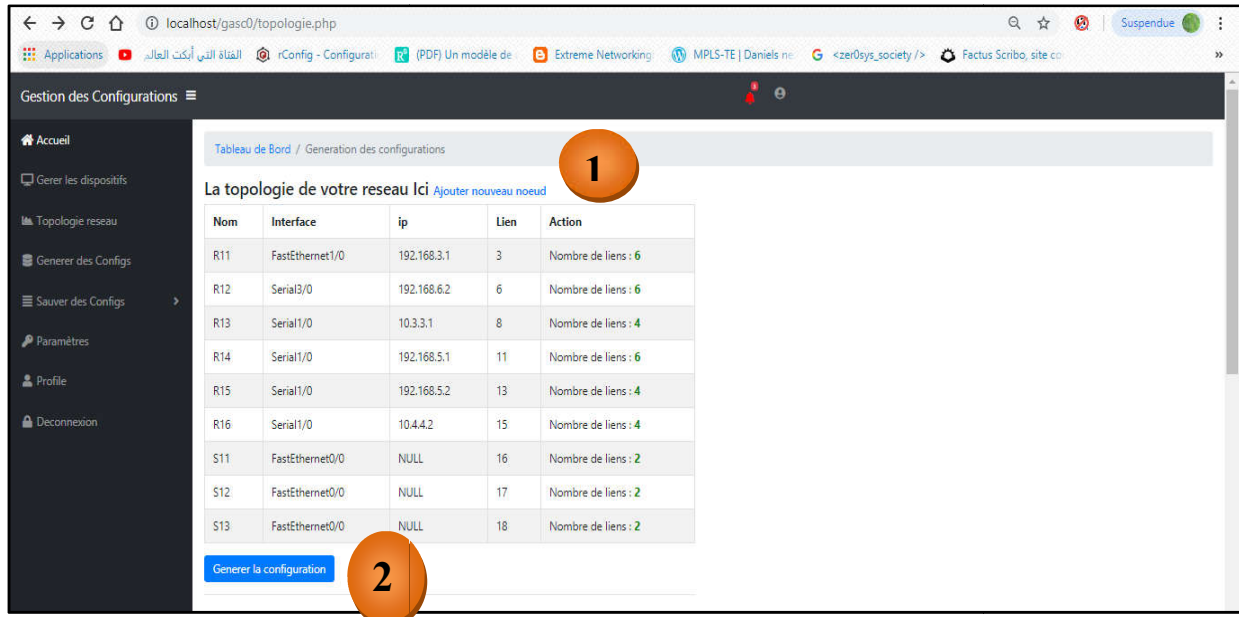 localhost/gasc0/topologie.php Suspendue
Applications الفتاة التي أبكت العالم rConfig - Configurati (PDF) Un modèle de Extreme Networking MPLS-TE | Daniels ne <zer0sys_society /> Factus Scribo, site co »
Gestion des Configurations
Accueil
Gerer les dispositifs
Topologie reseau
Generer des Configs
Sauver des Configs
Paramètres
Profile
Deconnexion
Tableau de Bord / Generation des configurations
1
La topologie de votre reseau Ici Ajouter nouveau noeud
Nom Interface ip Lien Action
R11 FastEthernet1/0 192.168.3.1 3 Nombre de liens : 6
R12 Serial3/0 192.168.6.2 6 Nombre de liens : 6
R13 Serial1/0 10.3.3.1 8 Nombre de liens : 4
R14 Serial1/0 192.168.5.1 11 Nombre de liens : 6
R15 Serial1/0 192.168.5.2 13 Nombre de liens : 4
R16 Serial1/0 10.4.4.2 15 Nombre de liens : 4
S11 FastEthernet0/0 NULL 16 Nombre de liens : 2
S12 FastEthernet0/0 NULL 17 Nombre de liens : 2
S13 FastEthernet0/0 NULL 18 Nombre de liens : 2
Generer la configuration
2